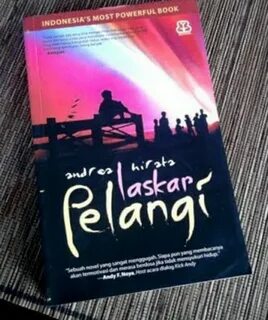 INDONESIA'S MOST POWERFUL BOOK
andrea hirata
laskar
Pelangi
"Sebuah novel yang sangat menggugah. Siapa pun yang membacanya
akan termotivasi dan merasa berdosa jika tidak mensyukuri hidup."
—Andy F. Noya, Host acara dialog Kick Andy